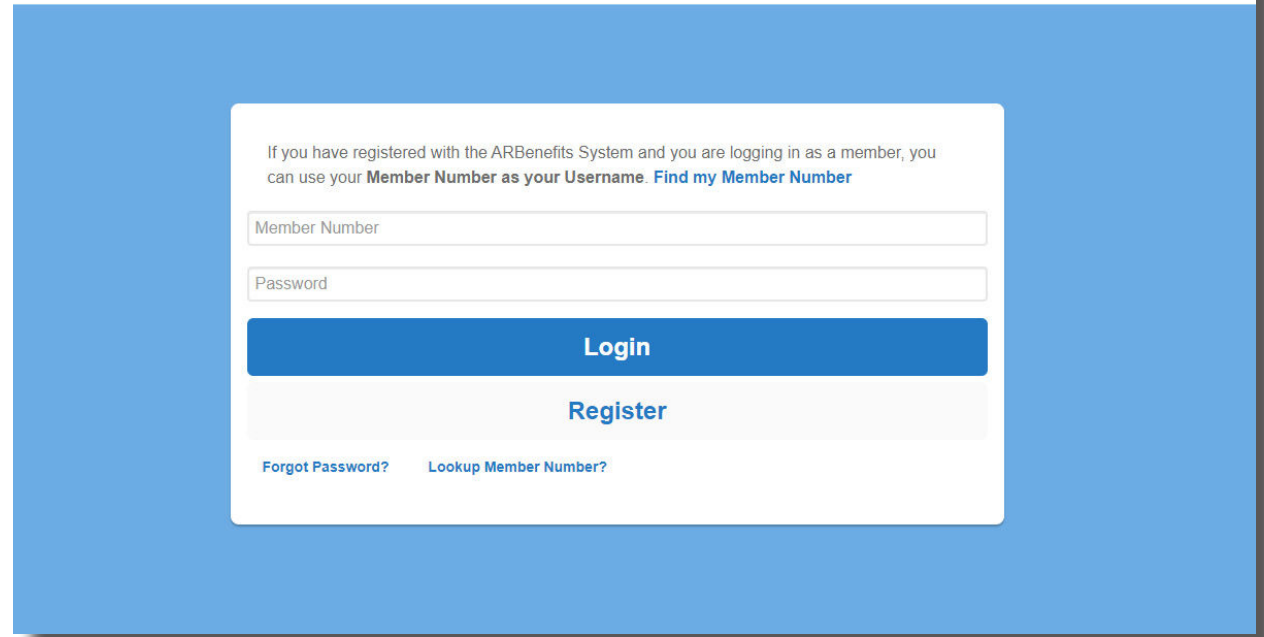 If you have registered with the ARBenefits System and you are logging in as a member, you
can use your Member Number as your Username. Find my Member Number
Member Number
Password
Login
Register
Forgot Password? Lookup Member Number?